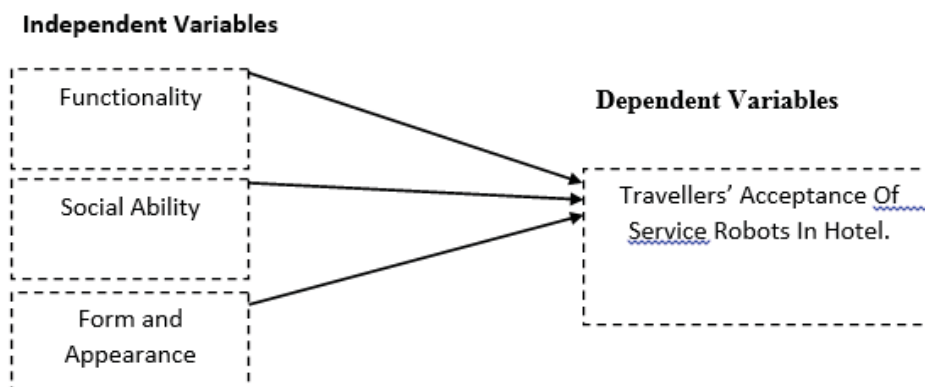 Independent Variables
Functionality
Social Ability
Form and
Appearance
Dependent Variables
Travellers’ Acceptance Of
Service Robots In Hotel.